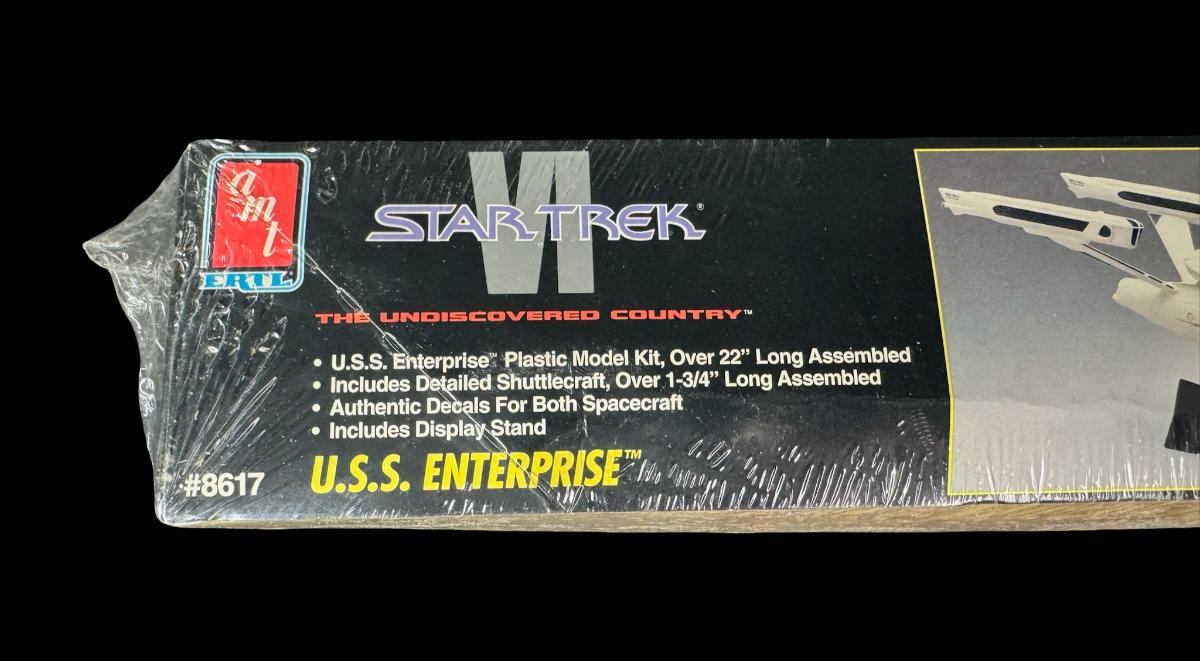 amt
ERTL
VI
STAR TREK®
THE UNDISCOVERED COUNTRY™
• U.S.S. Enterprise™ Plastic Model Kit, Over 22” Long Assembled
• Includes Detailed Shuttlecraft, Over 1-3/4” Long Assembled
• Authentic Decals For Both Spacecraft
• Includes Display Stand
#8617 U.S.S. ENTERPRISE™